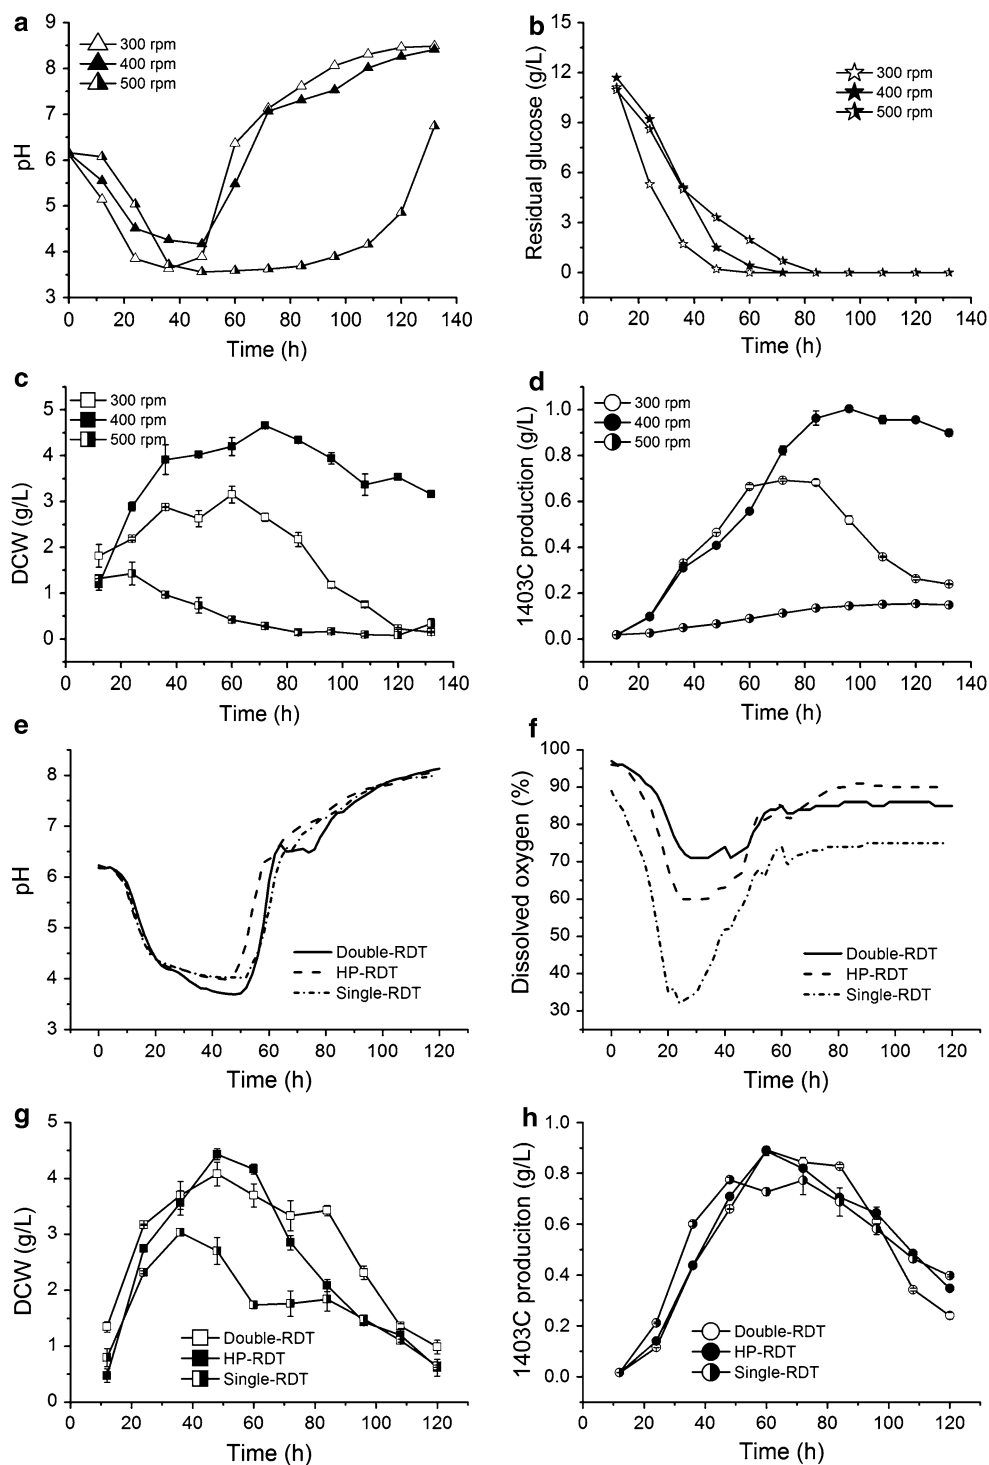 a
9
8
7
6
5
4
3
pH
300 rpm
400 rpm
500 rpm
0 20 40 60 80 100 120 140
Time (h)
b
15
12
9
6
3
0
Residual glucose (g/L)
300 rpm
400 rpm
500 rpm
0 20 40 60 80 100 120 140
Time (h)
c
5
4
3
2
1
0
DCW (g/L)
300 rpm
400 rpm
500 rpm
0 20 40 60 80 100 120 140
Time (h)
d
1.0
0.8
0.6
0.4
0.2
0.0
1403C production (g/L)
300 rpm
400 rpm
500 rpm
0 20 40 60 80 100 120 140
Time (h)
e
8
7
6
5
4
3
pH
Double-RDT
HP-RDT
Single-RDT
0 20 40 60 80 100 120
Time (h)
f
100
90
80
70
60
50
40
30
Dissolved oxygen (%)
Double-RDT
HP-RDT
Single-RDT
0 20 40 60 80 100 120
Time (h)
g
5
4
3
2
1
0
DCW (g/L)
Double-RDT
HP-RDT
Single-RDT
0 20 40 60 80 100 120
Time (h)
h
1.0
0.8
0.6
0.4
0.2
0.0
1403C produciton (g/L)
Double-RDT
HP-RDT
Single-RDT
0 20 40 60 80 100 120
Time (h)